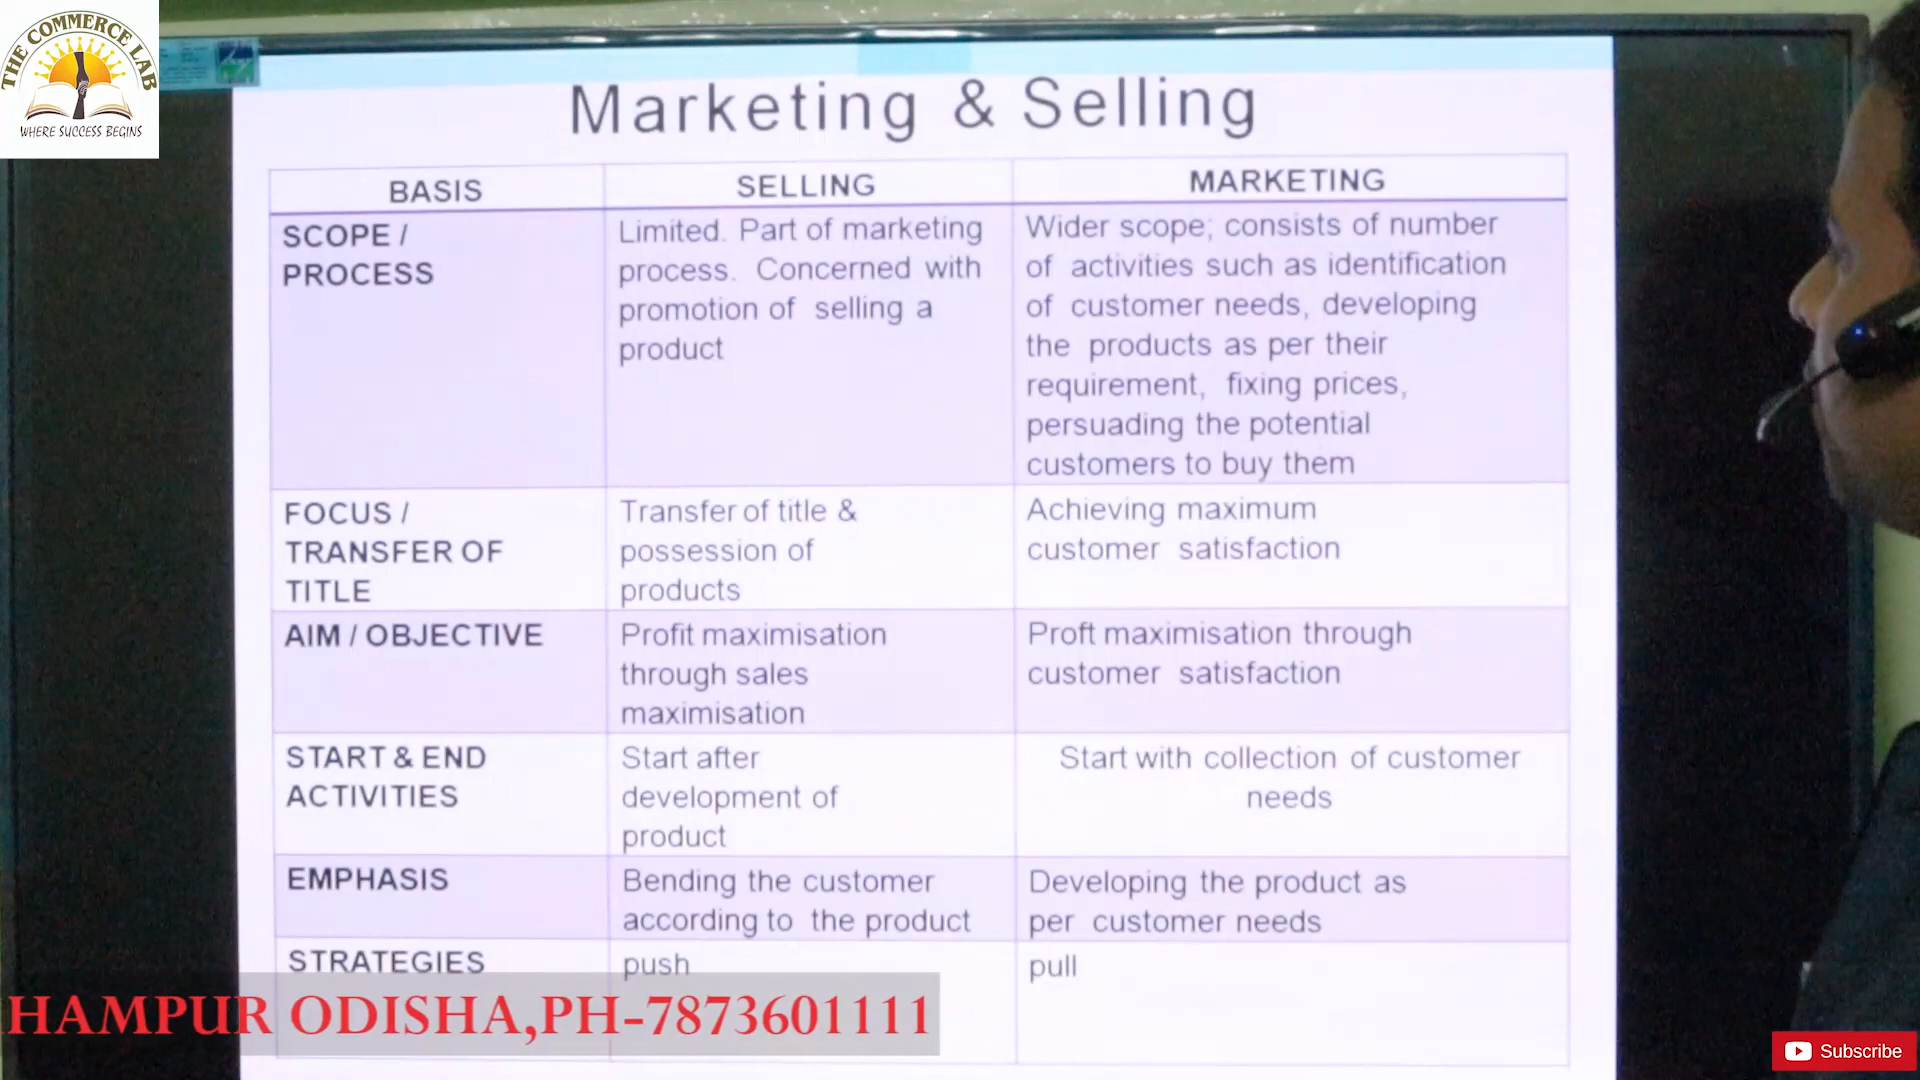 THE COMMERCE LAB
WHERE SUCCESS BEGINS
Marketing & Selling
BASIS
SELLING
MARKETING
SCOPE /
PROCESS
Limited. Part of marketing
process. Concerned with
promotion of selling a
product
Wider scope; consists of number
of activities such as identification
of customer needs, developing
the products as per their
requirement, fixing prices,
persuading the potential
customers to buy them
FOCUS /
TRANSFER OF
TITLE
Transfer of title &
possession of
products
Achieving maximum
customer satisfaction
AIM / OBJECTIVE
Profit maximisation
through sales
maximisation
Proft maximisation through
customer satisfaction
START & END
ACTIVITIES
Start after
development of
product
Start with collection of customer
needs
EMPHASIS
Bending the customer
according to the product
Developing the product as
per customer needs
STRATEGIES
push
pull
HAMPUR ODISHA,PH-7873601111
Subscribe